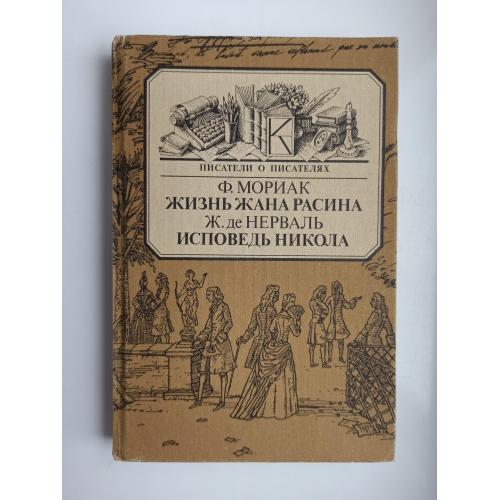 ПИСАТЕЛИ О ПИСАТЕЛЯХ
Ф. МОРИАК
ЖИЗНЬ ЖАНА РАСИНА
Ж. де НЕРВАЛЬ
ИСПОВЕДЬ НИКОЛА